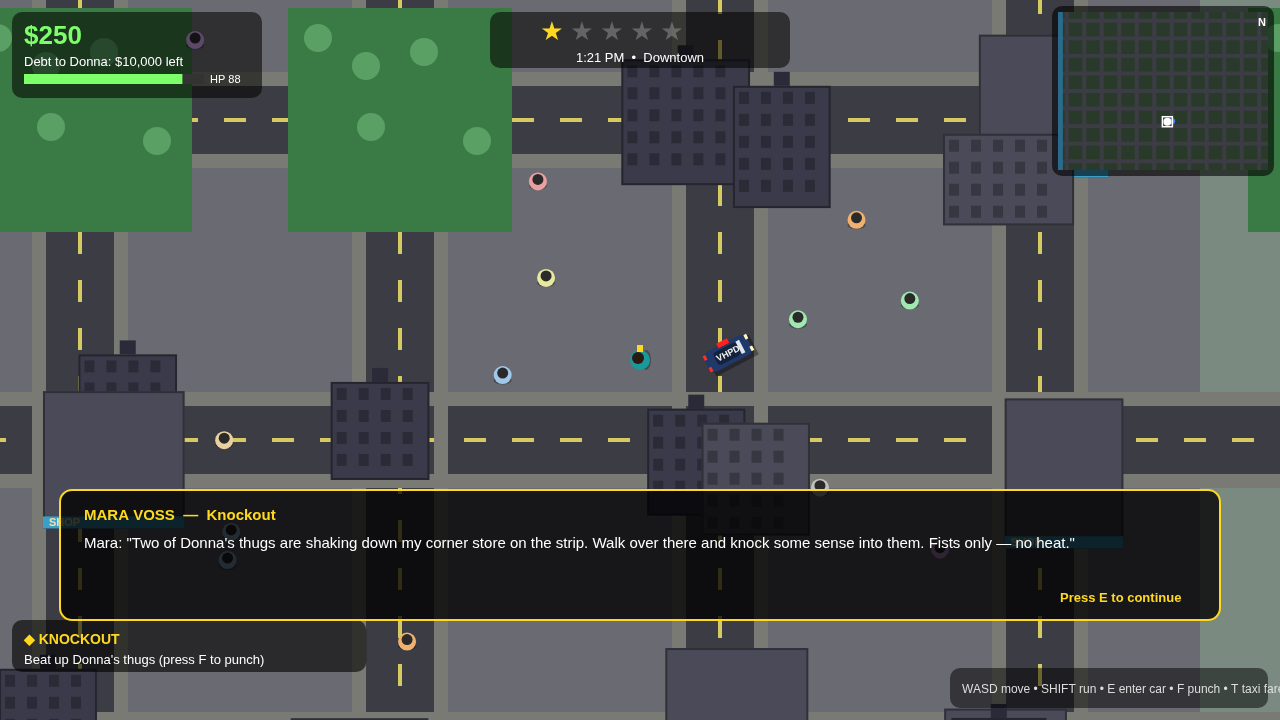 $250
Debt to Donna: $10,000 left
HP 88
1:21 PM • Downtown
N
VHPD
SHOP
MARA VOSS — Knockout
Mara: "Two of Donna's thugs are shaking down my corner store on the strip. Walk over there and knock some sense into them. Fists only — no heat."
Press E to continue
◆ KNOCKOUT
Beat up Donna's thugs (press F to punch)
WASD move • SHIFT run • E enter car • F punch • T taxi fare